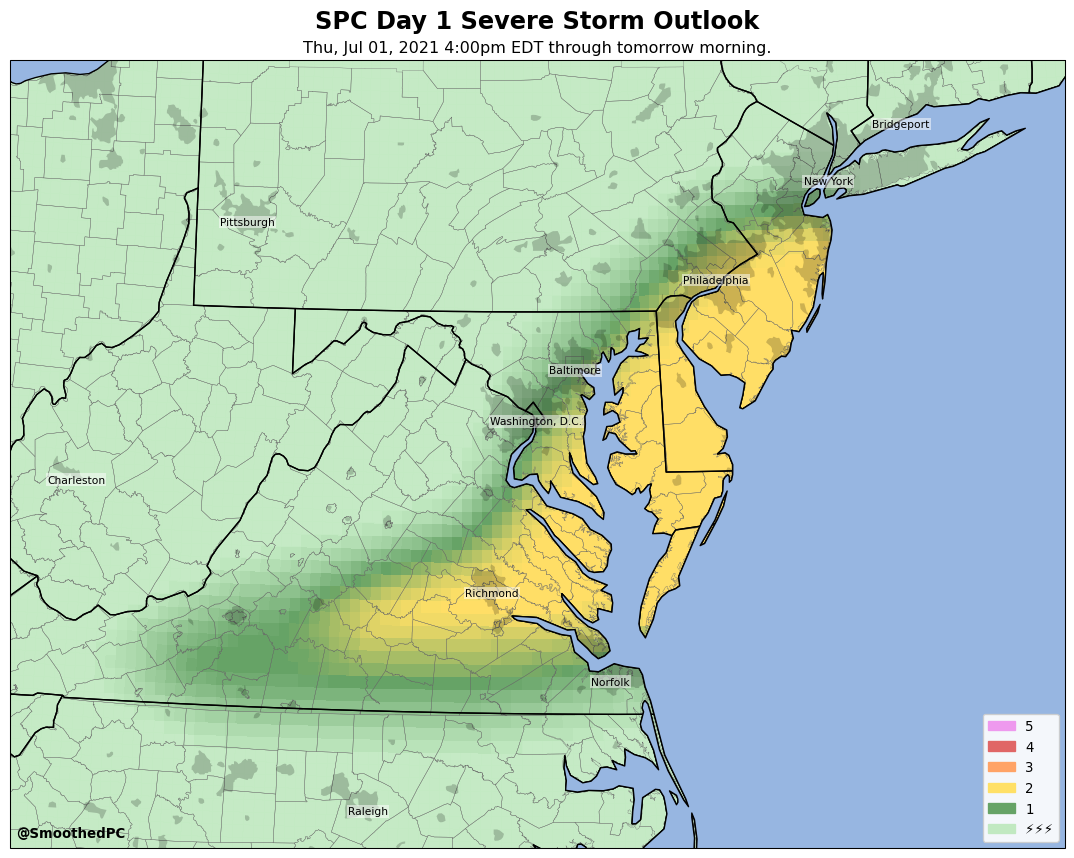 SPC Day 1 Severe Storm Outlook
Thu, Jul 01, 2021 4:00pm EDT through tomorrow morning.
Bridgeport
New York
Pittsburgh
Philadelphia
Baltimore
Washington, D.C.
Charleston
Richmond
Norfolk
Raleigh
5
4
3
2
1
⚡⚡⚡
@SmoothedPC